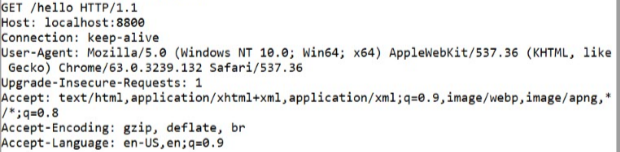 GET /hello HTTP/1.1
Host: localhost:8800
Connection: keep-alive
User-Agent: Mozilla/5.0 (Windows NT 10.0; Win64; x64) AppleWebKit/537.36 (KHTML, like
Gecko) Chrome/63.0.3239.132 Safari/537.36
Upgrade-Insecure-Requests: 1
Accept: text/html,application/xhtml+xml,application/xml;q=0.9,image/webp,image/apng,*
/*;q=0.8
Accept-Encoding: gzip, deflate, br
Accept-Language: en-US,en;q=0.9